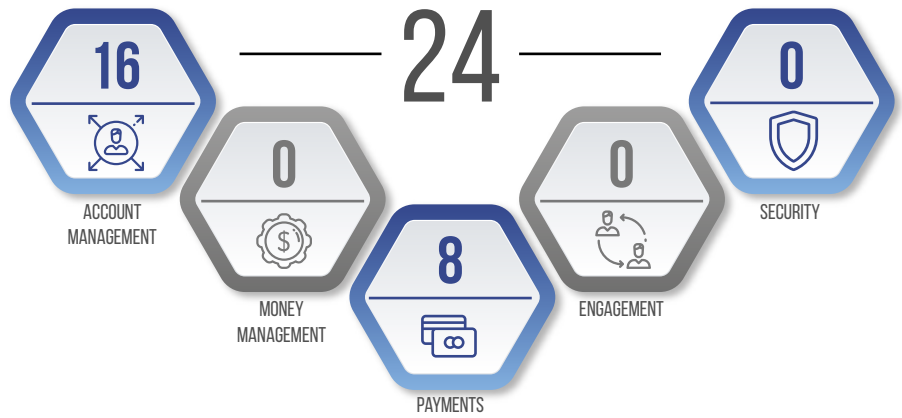 24
16
ACCOUNT
MANAGEMENT
0
$
MONEY
MANAGEMENT
8
PAYMENTS
0
ENGAGEMENT
0
SECURITY